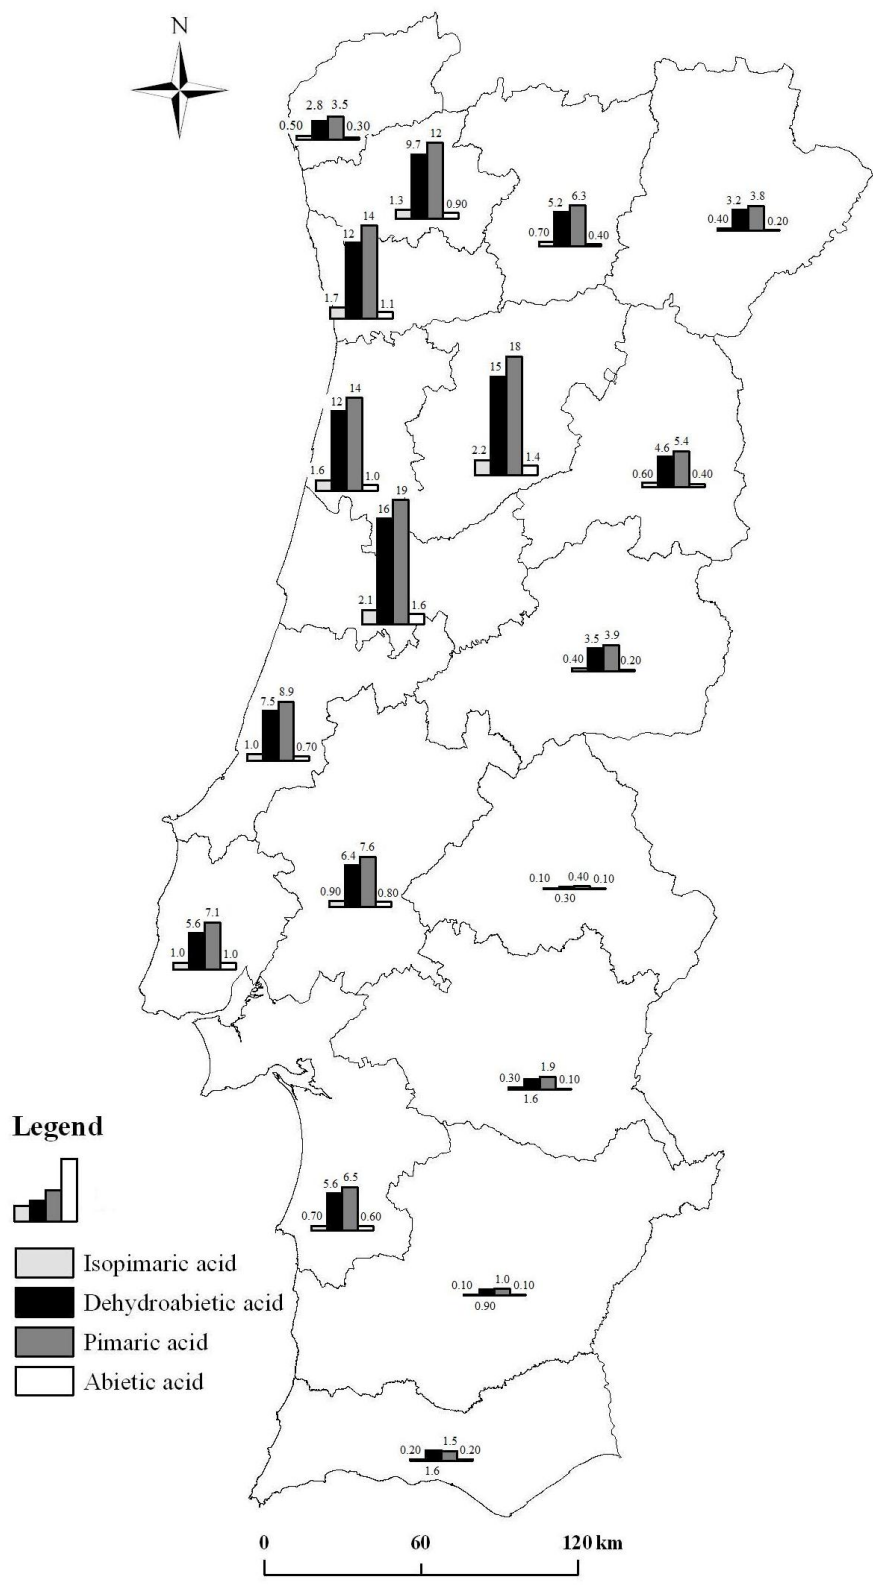 N
2.8 3.5
0.50 0.30
9.7 12
1.3 0.90
5.2 6.3
0.70 0.40
3.2 3.8
0.40 0.20
12 14
1.7 1.1
15 18
2.2 1.4
12 14
1.6 1.0
4.6 5.4
0.60 0.40
16 19
2.1 1.6
3.5 3.9
0.40 0.20
7.5 8.9
1.0 0.70
6.4 7.6
0.90 0.80
0.10 0.40 0.10
0.30
5.6 7.1
1.0 1.0
0.30 1.9 0.10
1.6
5.6 6.5
0.70 0.60
0.10 1.0 0.10
0.90
0.20 1.5 0.20
1.6
Legend
Isopimaric acid
Dehydroabietic acid
Pimaric acid
Abietic acid
0 60 120 km